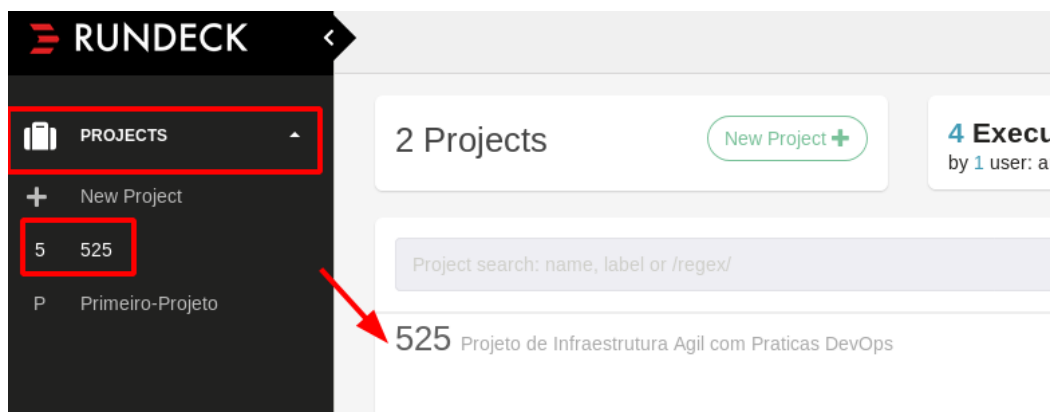 RUNDECK
PROJECTS
New Project
5 525
P Primeiro-Projeto
2 Projects
New Project
4 Execu
by 1 user: a
Project search: name, label or /regex/
525 Projeto de Infraestrutura Agil com Praticas DevOps